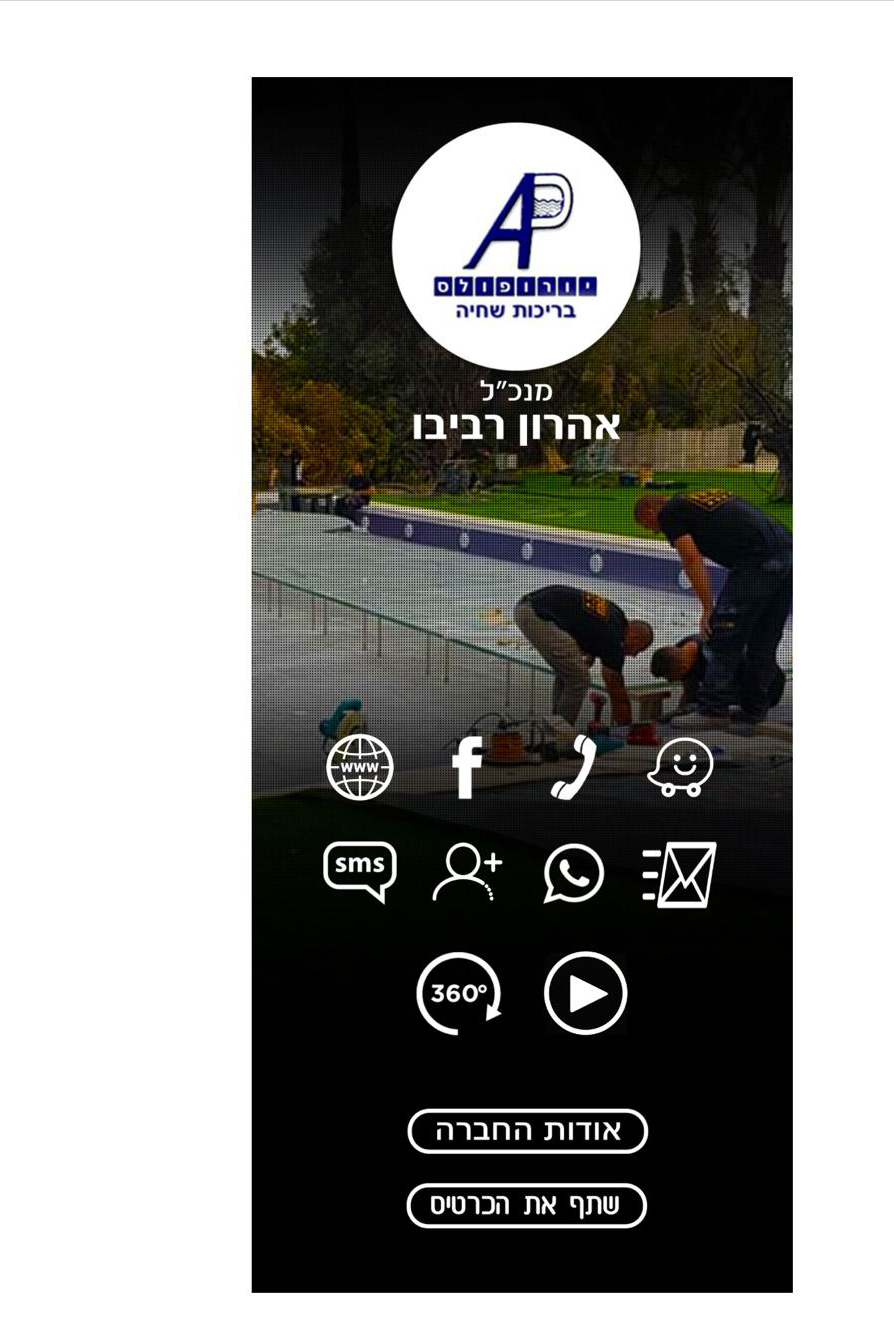 AP
יורופולס
בריכות שחיה
מנכ״ל
אהרון רביבו
www
sms
360°
אודות החברה
שתף את הכרטיס